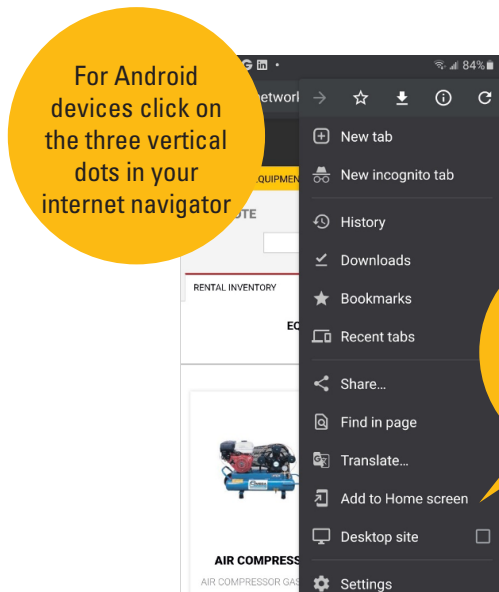 For Android
devices click on
the three vertical
dots in your
internet navigator
84%
etwork
New tab
New incognito tab
History
Downloads
Bookmarks
Recent tabs
Share…
Find in page
Translate…
Add to Home screen
Desktop site
Settings
QUIPMEN
OTE
RENTAL INVENTORY
EQ
AIR COMPRESS
AIR COMPRESSOR GAS